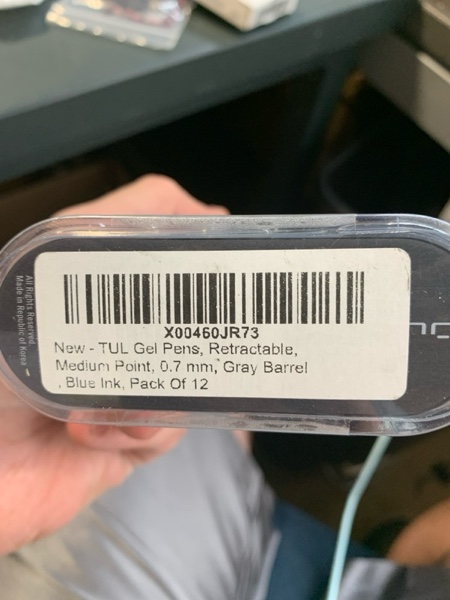 X00460JR73
New - TUL Gel Pens, Retractable,
Medium Point, 0.7 mm, Gray Barrel
, Blue Ink, Pack Of 12
All Rights Reserved.
Made in Republic of Korea